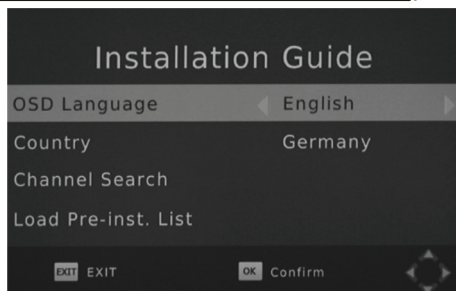 Installation Guide
OSD Language English
Country Germany
Channel Search
Load Pre-inst. List
EXIT EXIT OK Confirm